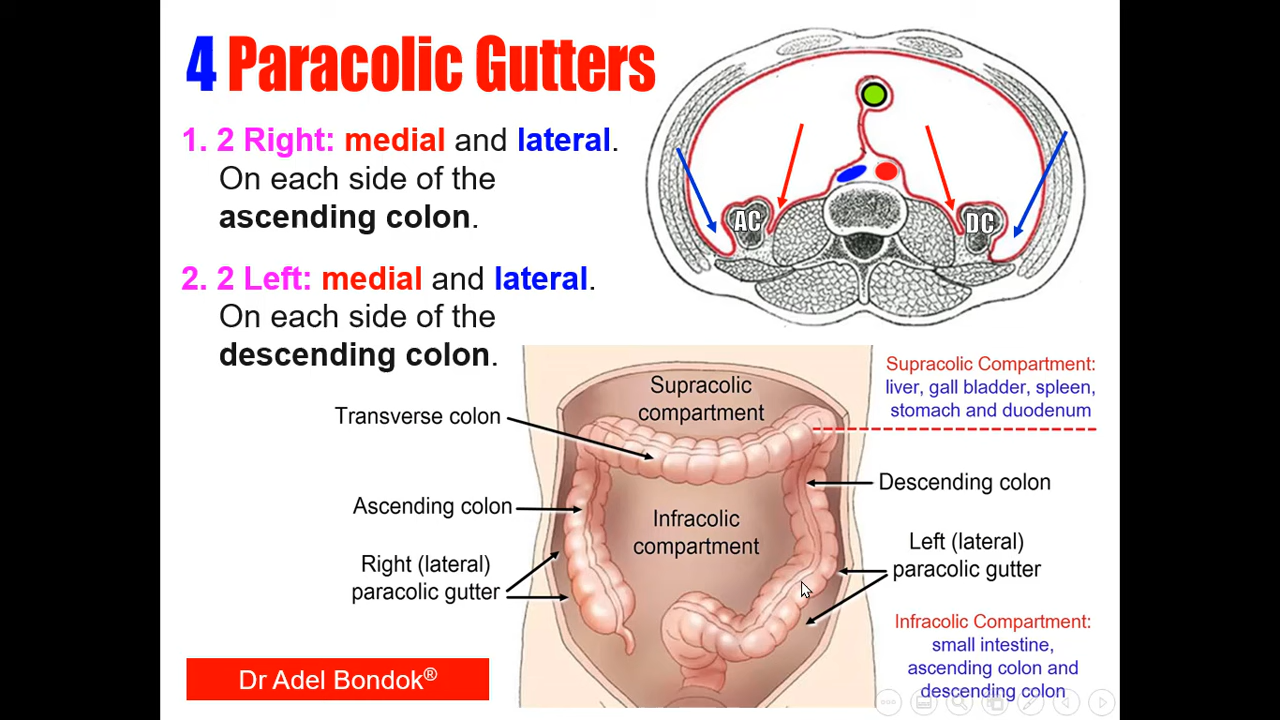 4 Paracolic Gutters
1. 2 Right: medial and lateral.
On each side of the
ascending colon.
2. 2 Left: medial and lateral.
On each side of the
descending colon.
AC
DC
Supracolic
compartment
Supracolic Compartment:
liver, gall bladder, spleen,
stomach and duodenum
Transverse colon
Ascending colon
Infracolic
compartment
Descending colon
Right (lateral)
paracolic gutter
Left (lateral)
paracolic gutter
Infracolic Compartment:
small intestine,
ascending colon and
descending colon
Dr Adel Bondok®